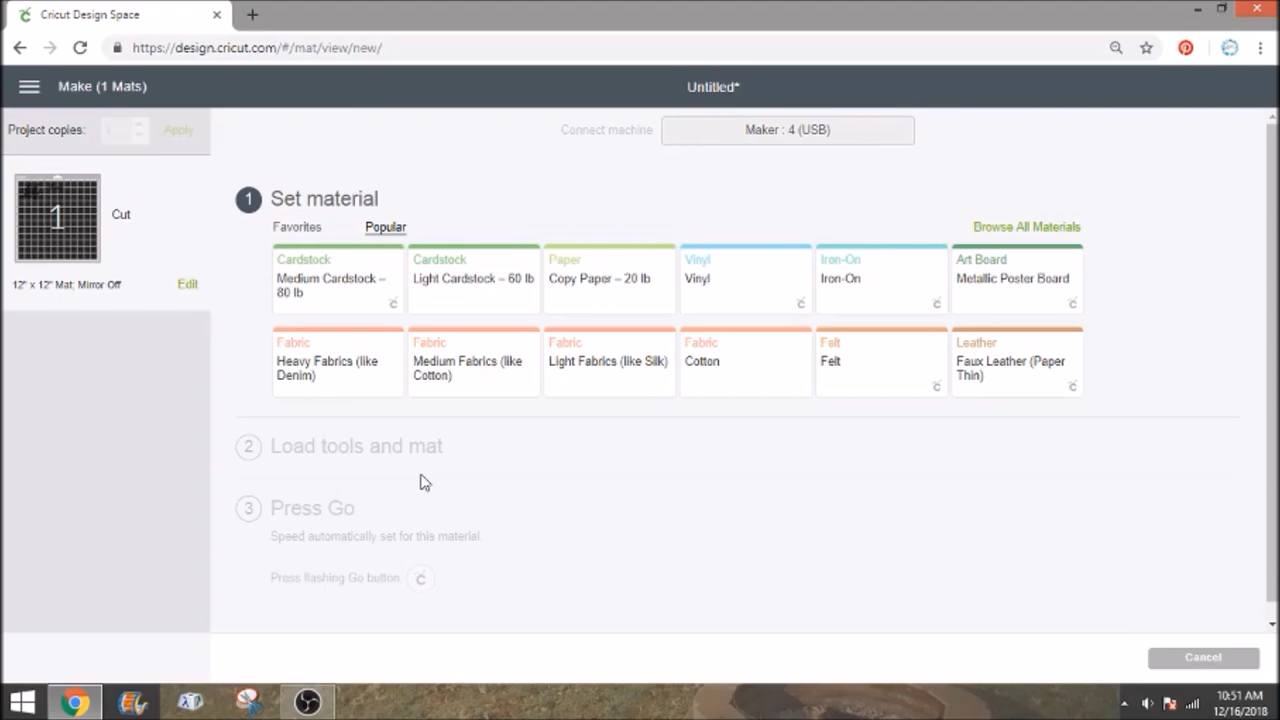 Cricut Design Space
https://design.cricut.com/#/mat/view/new/
Make (1 Mats)
Untitled*
Project copies:
Apply
Connect machine
Maker : 4 (USB)
1
Cut
12" x 12" Mat; Mirror Off
Edit
1 Set material
Favorites
Popular
Browse All Materials
Cardstock
Medium Cardstock –
80 lb
Cardstock
Light Cardstock – 60 lb
Paper
Copy Paper – 20 lb
Vinyl
Vinyl
Iron-On
Iron-On
Art Board
Metallic Poster Board
Fabric
Heavy Fabrics (like
Denim)
Fabric
Medium Fabrics (like
Cotton)
Fabric
Light Fabrics (like Silk)
Fabric
Cotton
Felt
Felt
Leather
Faux Leather (Paper
Thin)
2 Load tools and mat
3 Press Go
Speed automatically set for this material.
Press flashing Go button
Cancel
10:51 AM
12/16/2018